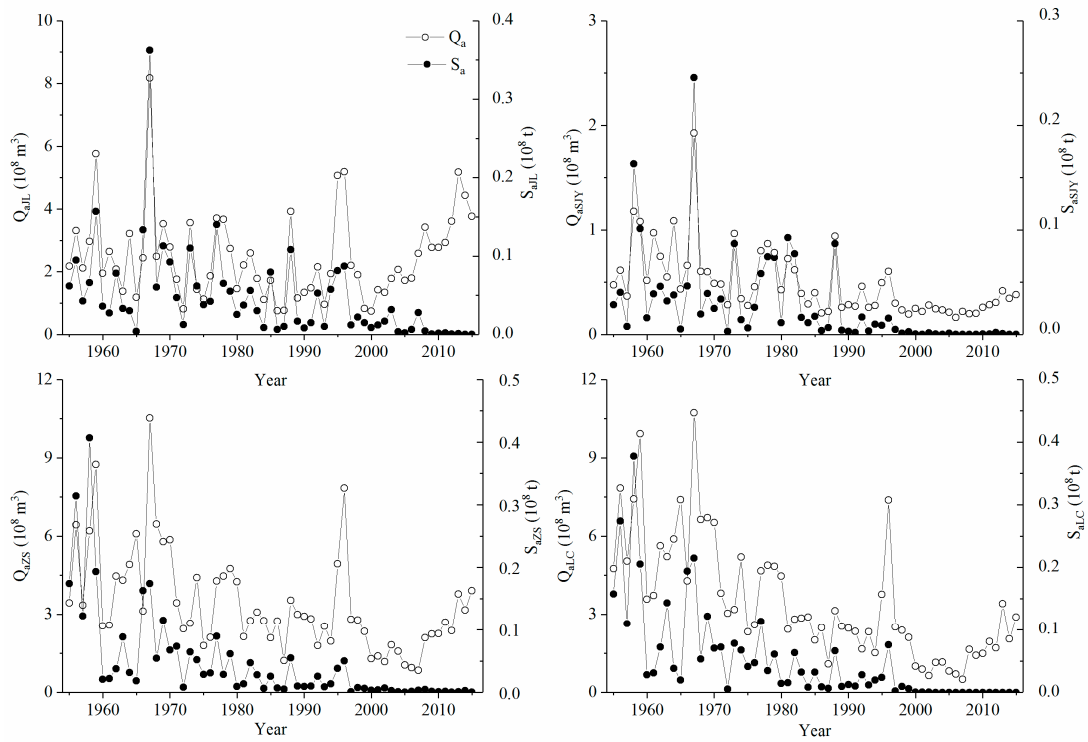 10
8
6
4
2
0
Q_aJL (10^8 m^3)
1960 1970 1980 1990 2000 2010
Year
0.4
0.3
0.2
0.1
0.0
S_aJL (10^8 t)
Q_a
S_a
3
2
1
0
Q_aSJY (10^8 m^3)
1960 1970 1980 1990 2000 2010
Year
0.3
0.2
0.1
0.0
S_aSJY (10^8 t)
12
9
6
3
0
Q_aZS (10^8 m^3)
1960 1970 1980 1990 2000 2010
Year
0.5
0.4
0.3
0.2
0.1
0.0
S_aZS (10^8 t)
12
9
6
3
0
Q_aLC (10^8 m^3)
1960 1970 1980 1990 2000 2010
Year
0.5
0.4
0.3
0.2
0.1
0.0
S_aLC (10^8 t)